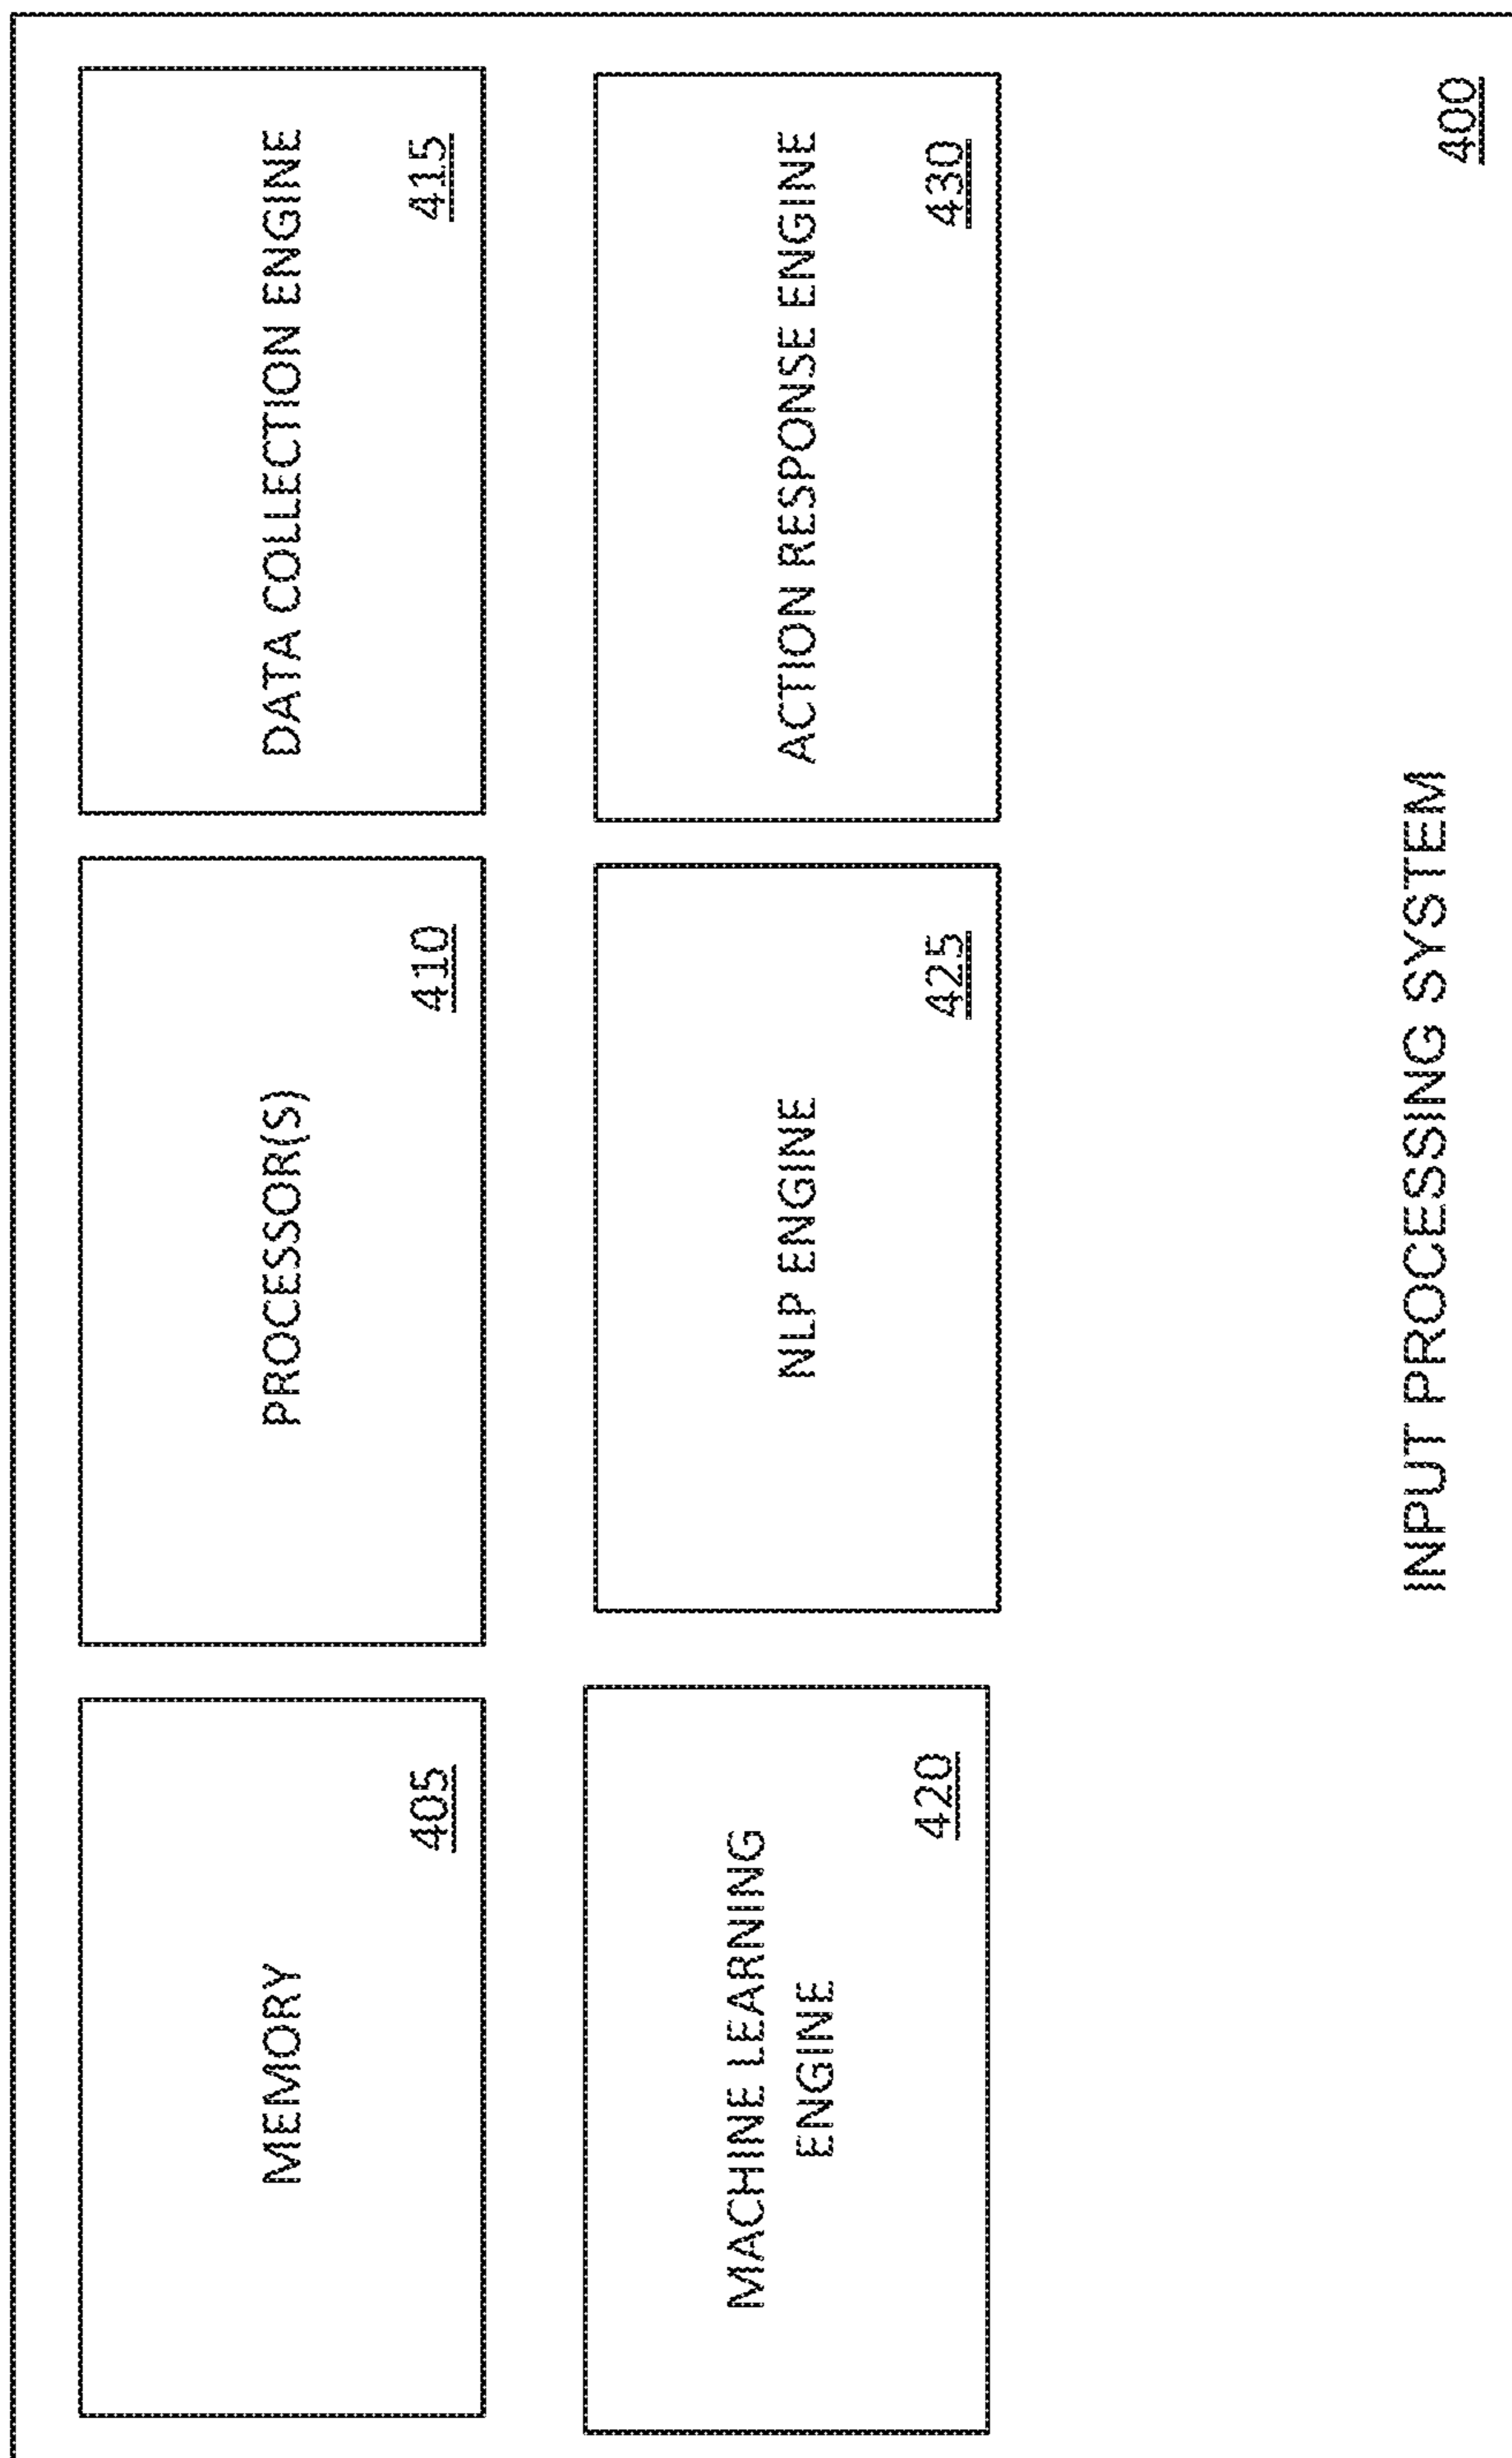 MEMORY
405
PROCESSOR(S)
410
DATA COLLECTION ENGINE
415
MACHINE LEARNING
ENGINE
420
NLP ENGINE
425
ACTION RESPONSE ENGINE
430
INPUT PROCESSING SYSTEM
400